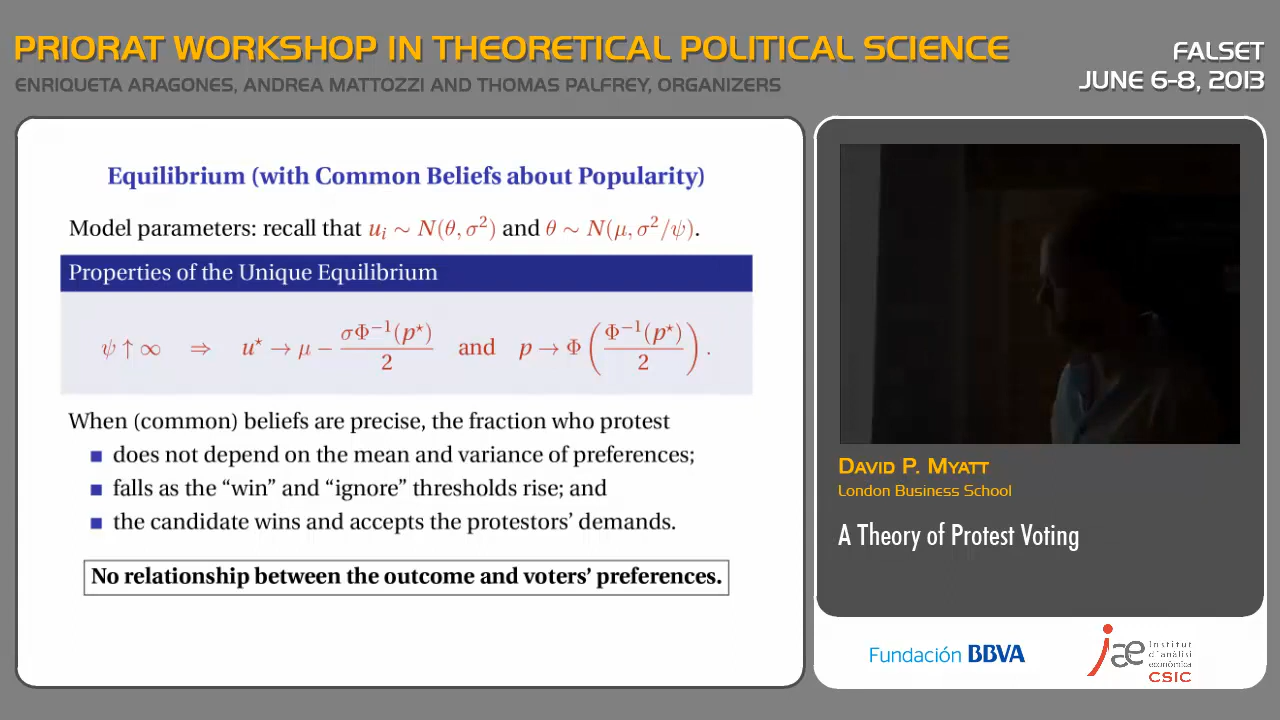 PRIORAT WORKSHOP IN THEORETICAL POLITICAL SCIENCE
ENRIQUETA ARAGONES, ANDREA MATTOZZI AND THOMAS PALFREY, ORGANIZERS
FALSET
JUNE 6-8, 2013
Equilibrium (with Common Beliefs about Popularity)
Model parameters: recall that u_i ∼ N(θ, σ²) and θ ∼ N(μ, σ²/ψ).
Properties of the Unique Equilibrium
ψ ↑ ∞ ⇒ u⋆ → μ − σΦ⁻¹(p⋆)/2 and p → Φ(Φ⁻¹(p⋆)/2).
When (common) beliefs are precise, the fraction who protest
■ does not depend on the mean and variance of preferences;
■ falls as the “win” and “ignore” thresholds rise; and
■ the candidate wins and accepts the protestors’ demands.
No relationship between the outcome and voters’ preferences.
DAVID P. MYATT
London Business School
A Theory of Protest Voting
Fundación BBVA
iae Institut d'anàlisi econòmica CSIC